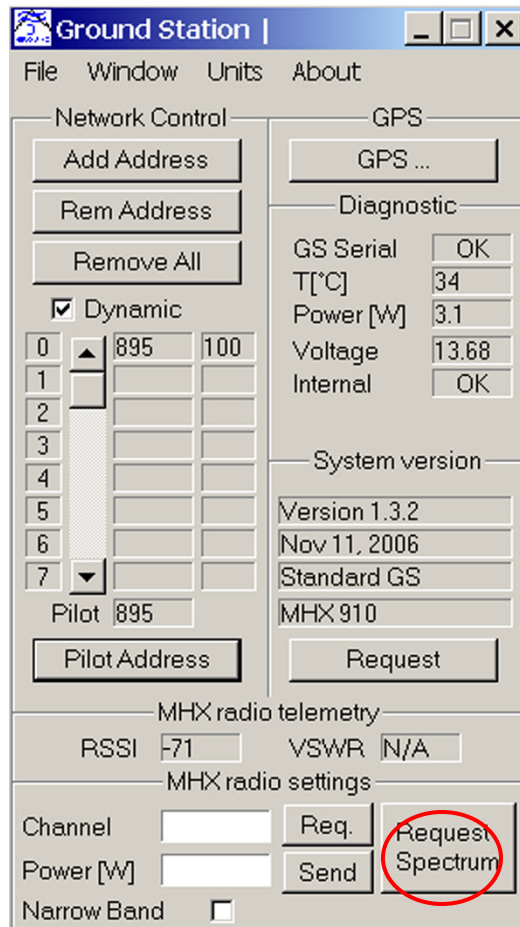 Ground Station |
File Window Units About
Network Control
Add Address
Rem Address
Remove All
Dynamic
0 895 100
1
2
3
4
5
6
7
Pilot 895
Pilot Address
GPS
GPS ...
Diagnostic
GS Serial OK
T[°C] 34
Power [W] 3.1
Voltage 13.68
Internal OK
System version
Version 1.3.2
Nov 11, 2006
Standard GS
MHX 910
Request
MHX radio telemetry
RSSI -71 VSWR N/A
MHX radio settings
Channel
Power [W]
Narrow Band
Req.
Send
Request
Spectrum